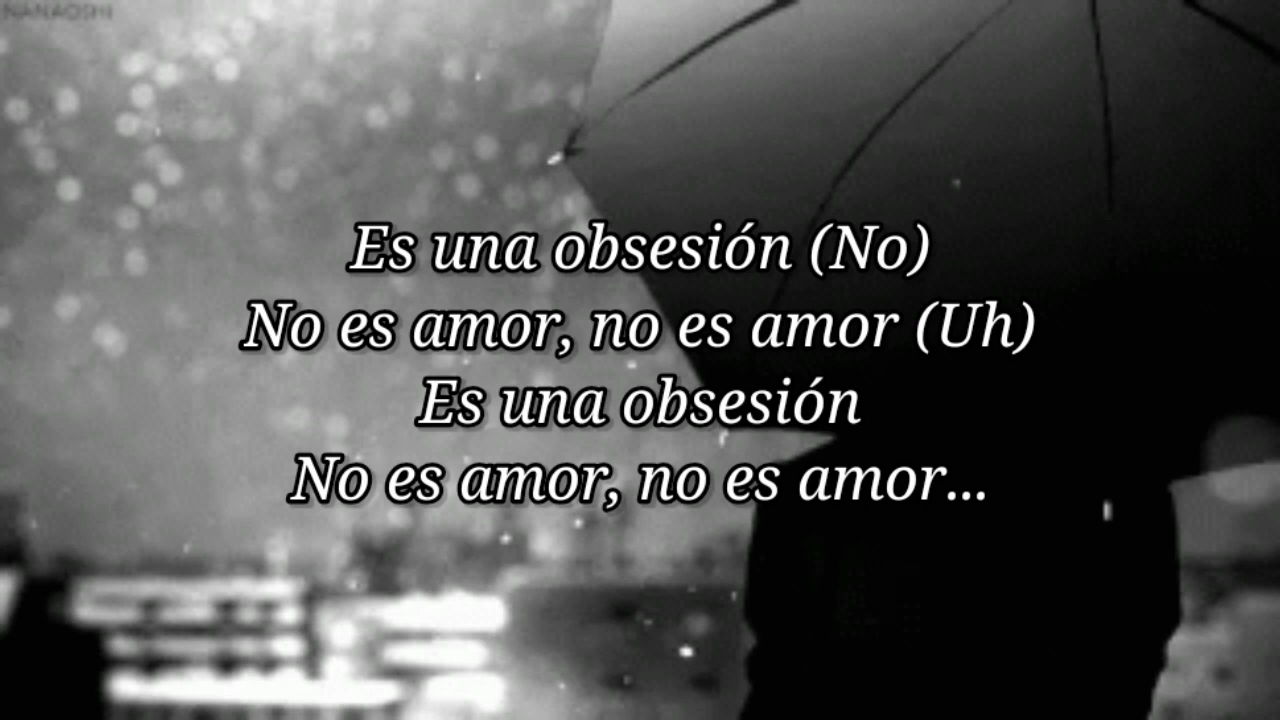 NANAOSHI
Es una obsesión (No)
No es amor, no es amor (Uh)
Es una obsesión
No es amor, no es amor...